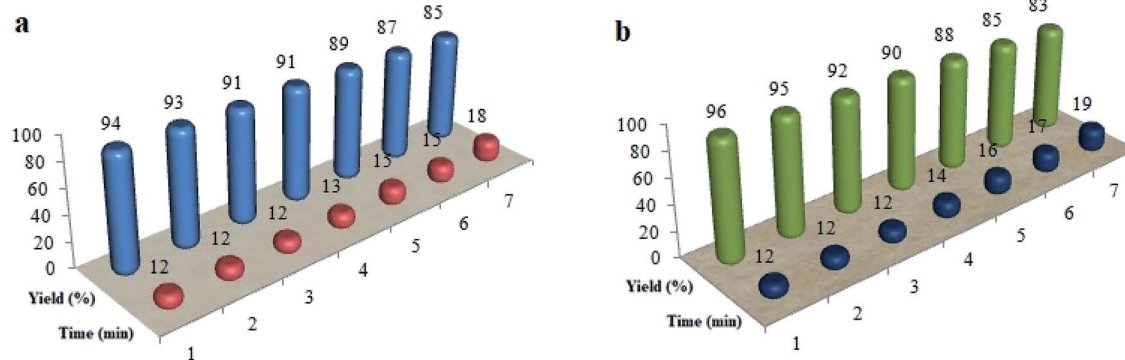 a
94 93 91 91 89 87 85
100
80
60
40
20
0
12 12 12 13 15 15 18
Yield (%)
Time (min)
1 2 3 4 5 6 7
b
96 95 92 90 88 85 83
100
80
60
40
20
0
12 12 12 14 16 17 19
Yield (%)
Time (min)
1 2 3 4 5 6 7